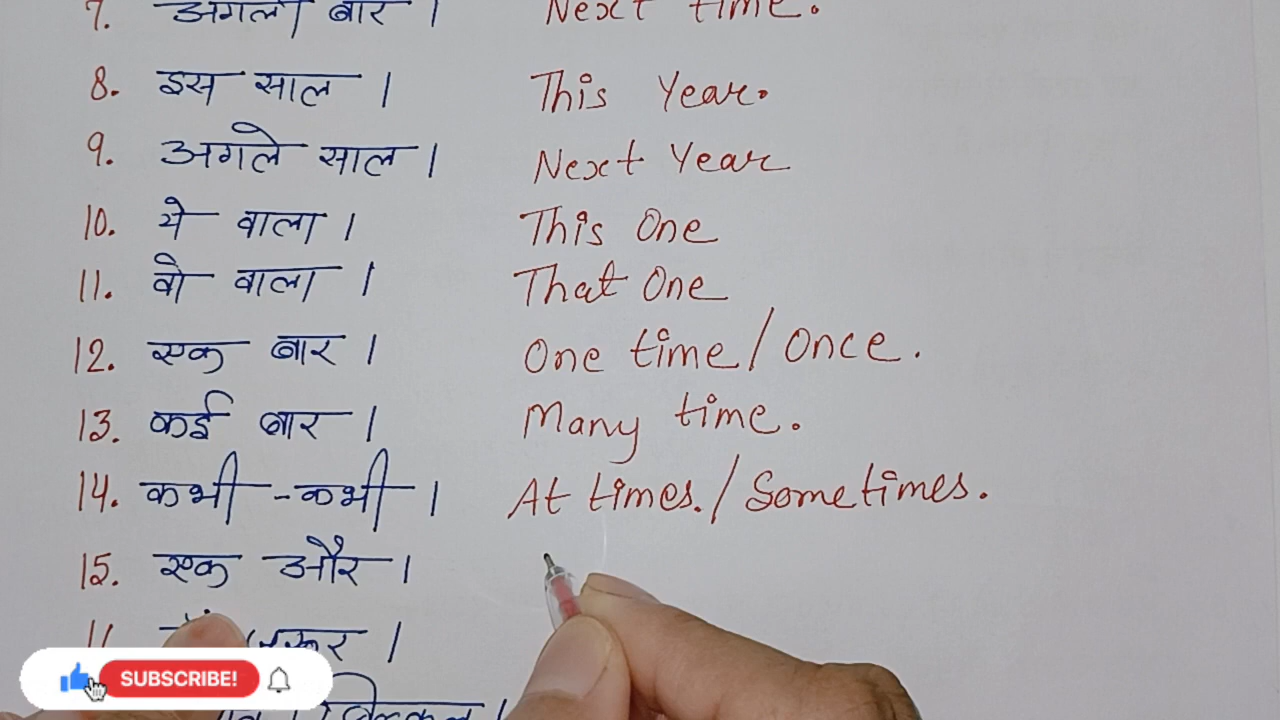 7. अगली बार । Next time.
8. इस साल । This Year.
9. अगले साल । Next Year
10. ये वाला । This One
11. वो वाला । That One
12. एक बार । One time / Once.
13. कई बार । Many time.
14. कभी -कभी । At times. / Sometimes.
15. एक और ।
जरूर ।
SUBSCRIBE!
बिल्कुल ।